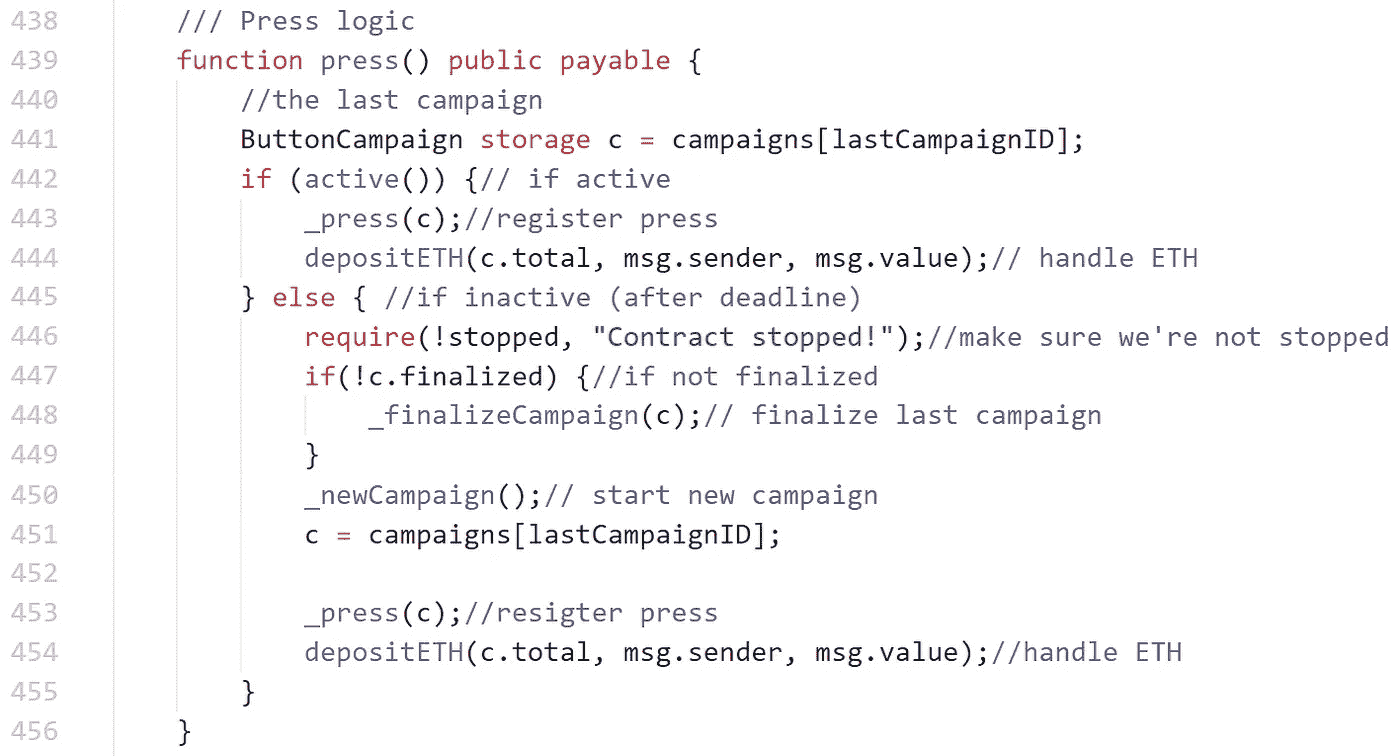 438 /// Press logic
439 function press() public payable {
440 //the last campaign
441 ButtonCampaign storage c = campaigns[lastCampaignID];
442 if (active()) {// if active
443 _press(c);//register press
444 depositETH(c.total, msg.sender, msg.value);// handle ETH
445 } else { //if inactive (after deadline)
446 require(!stopped, "Contract stopped!");//make sure we're not stopped
447 if(!c.finalized) {//if not finalized
448 _finalizeCampaign(c);// finalize last campaign
449 }
450 _newCampaign();// start new campaign
451 c = campaigns[lastCampaignID];
452
453 _press(c);//resigter press
454 depositETH(c.total, msg.sender, msg.value);//handle ETH
455 }
456 }